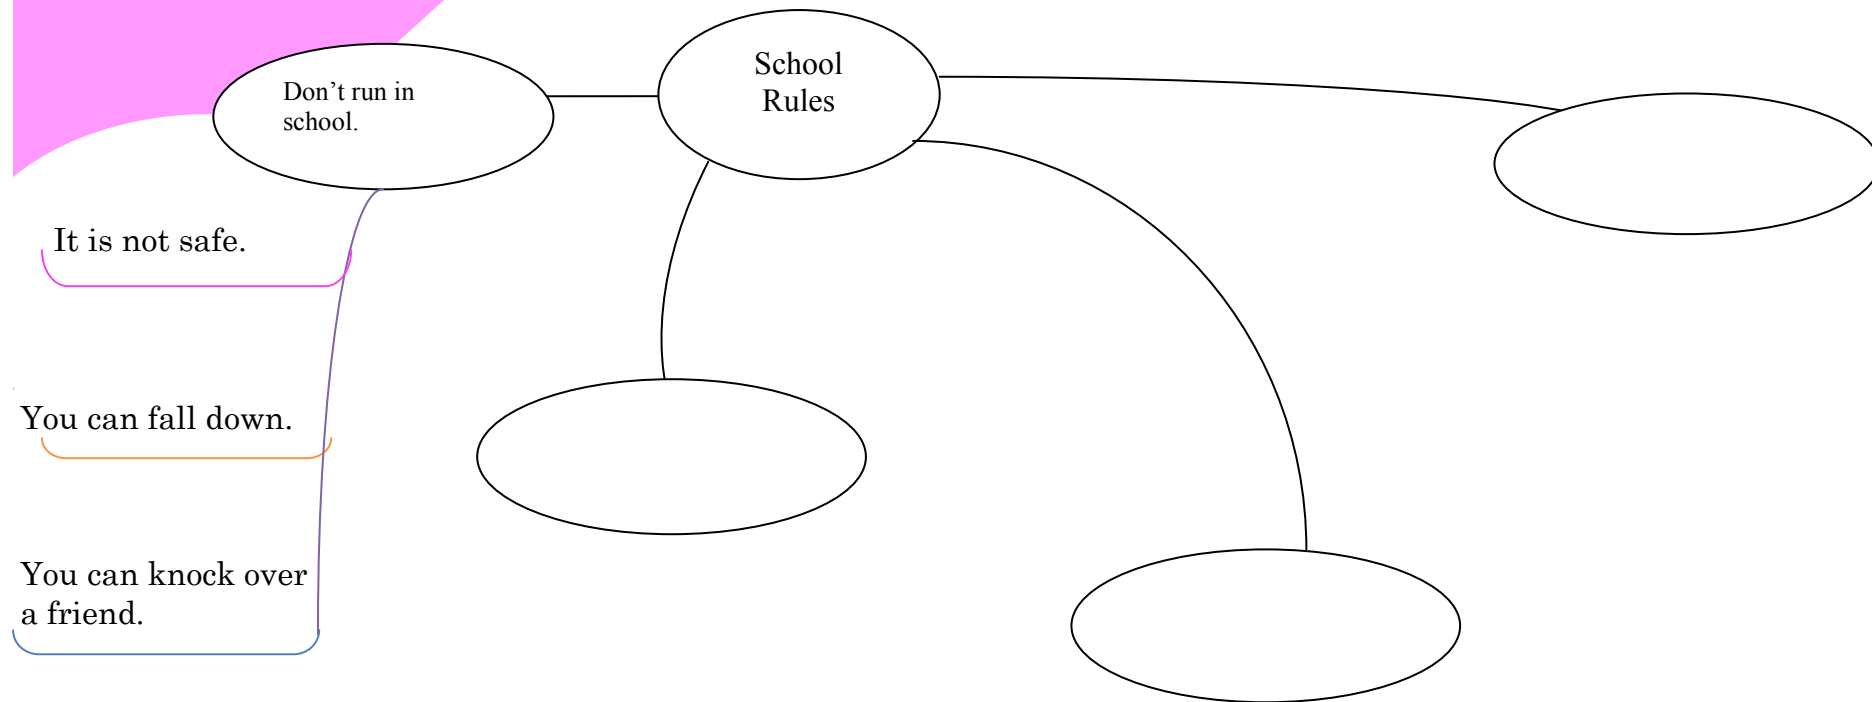 School
Rules
Don’t run in
school.
It is not safe.
You can fall down.
You can knock over
a friend.